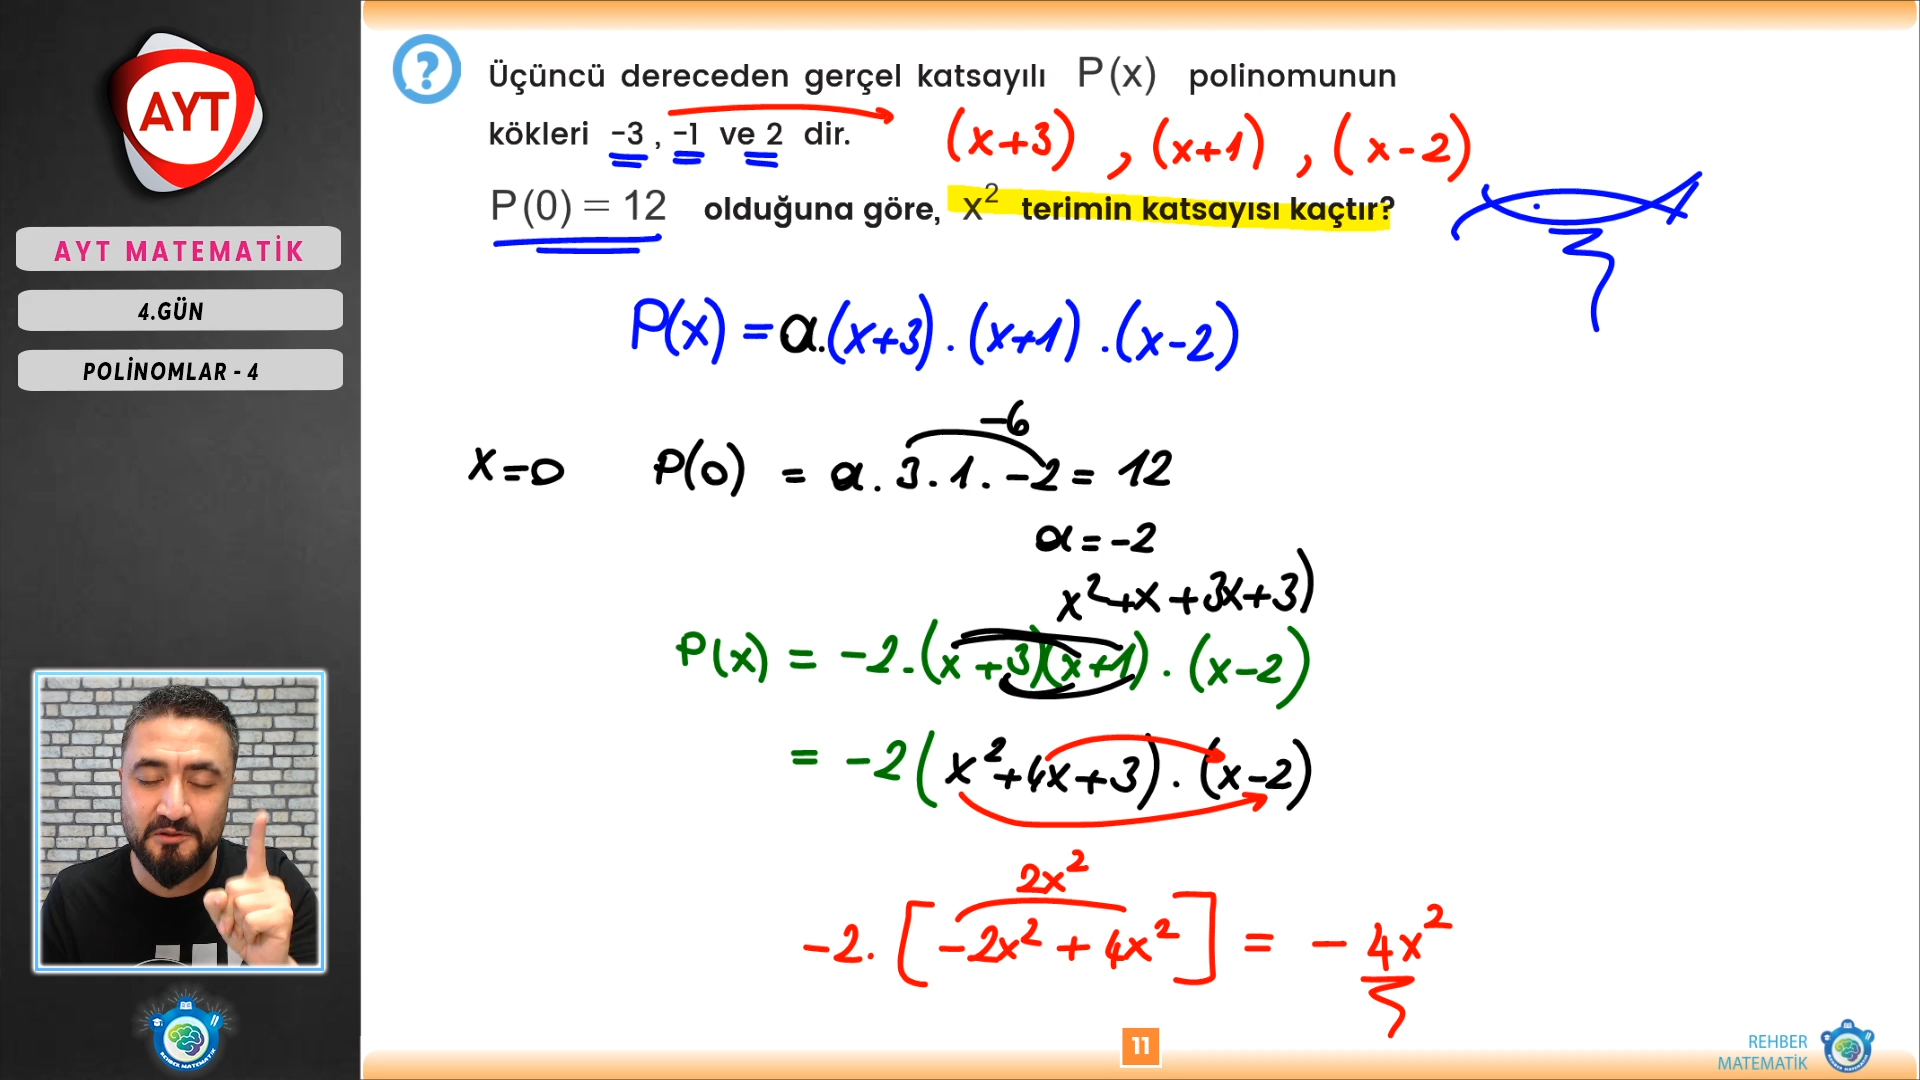 AYT
AYT MATEMATİK
4.GÜN
POLİNOMLAR - 4
?
Üçüncü dereceden gerçel katsayılı P(x) polinomunun
kökleri -3 , -1 ve 2 dir.
(x+3) , (x+1) , (x-2)
P(0) = 12 olduğuna göre, x² terimin katsayısı kaçtır?
P(x) = a.(x+3) . (x+1) . (x-2)
-6
x=0 P(0) = a . 3 . 1 . -2 = 12
a = -2
x²+x+3x+3)
P(x) = -2.(x+3)(x+1) . (x-2)
= -2(x²+4x+3) . (x-2)
2x²
-2. [-2x² + 4x²] = - 4x²
11
REHBER
MATEMATİK
REHBER MATEMATİK